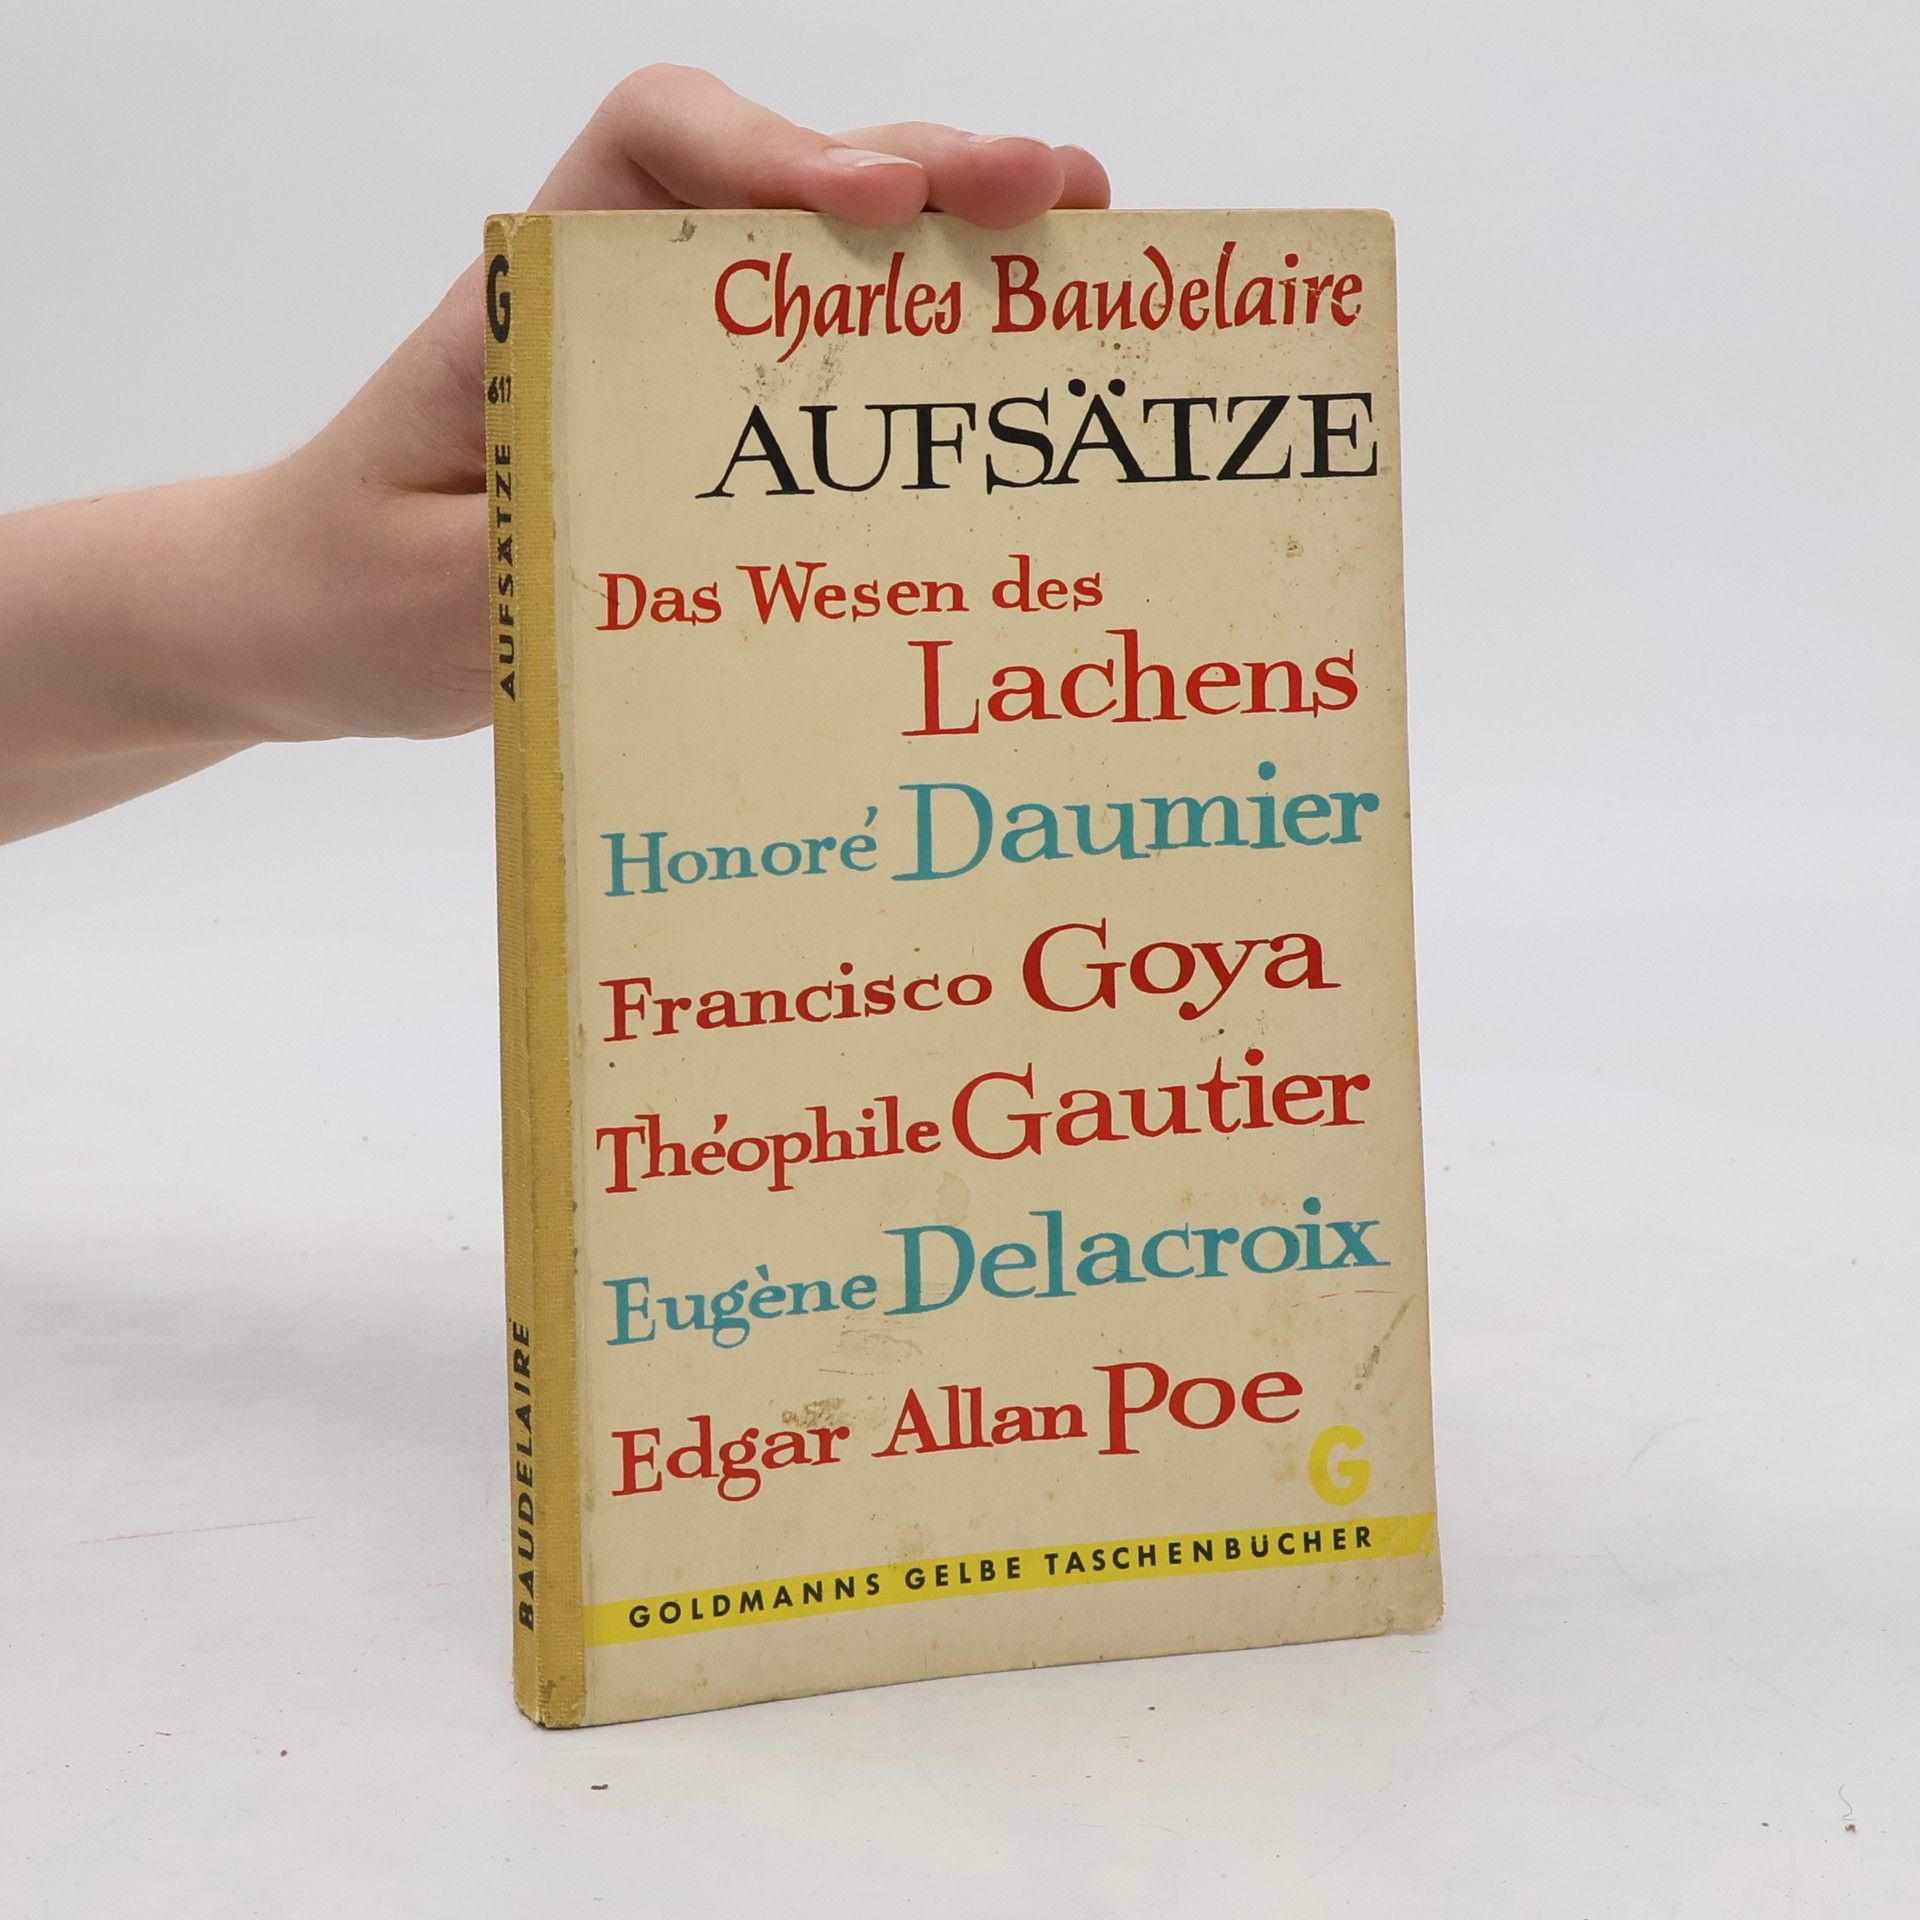 Charles Baudelaire
AUFSÄTZE
Das Wesen des
Lachens
Honoré Daumier
Francisco Goya
Théophile Gautier
Eugène Delacroix
Edgar Allan Poe
G
GOLDMANNS GELBE TASCHENBÜCHER
BAUDELAIRE AUFSÄTZE 611 G